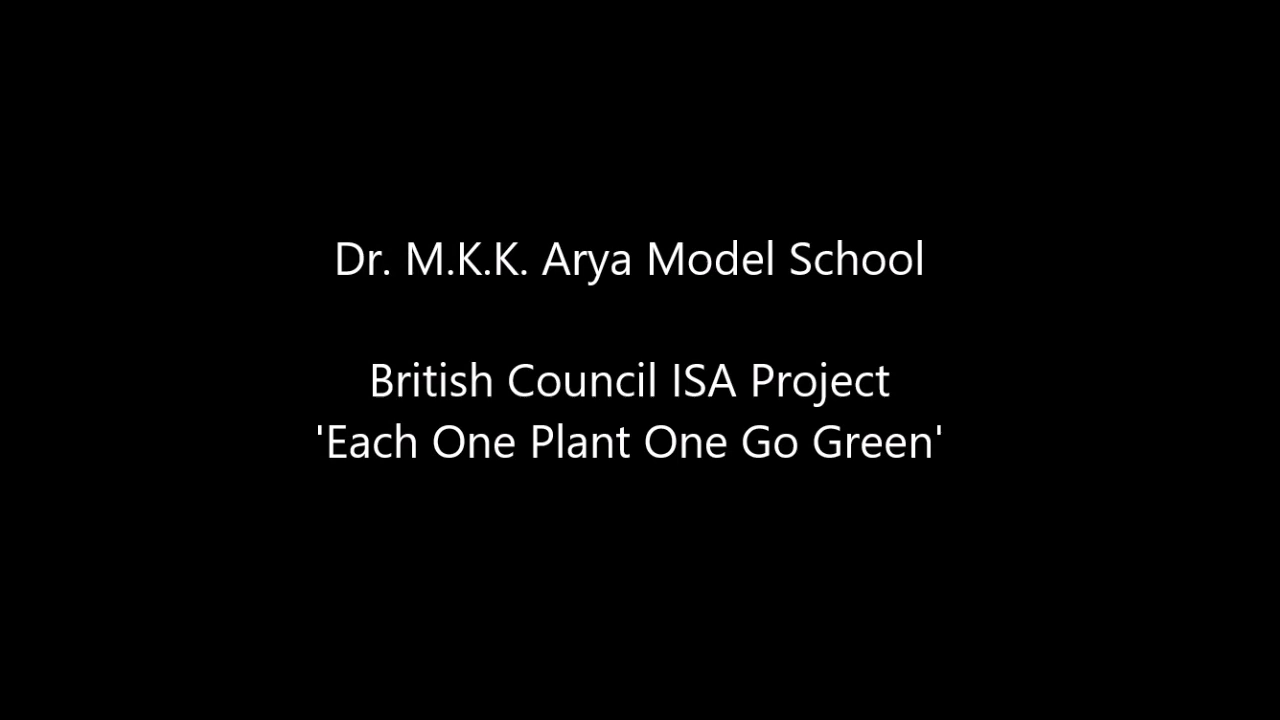 Dr. M.K.K. Arya Model School
British Council ISA Project
'Each One Plant One Go Green'